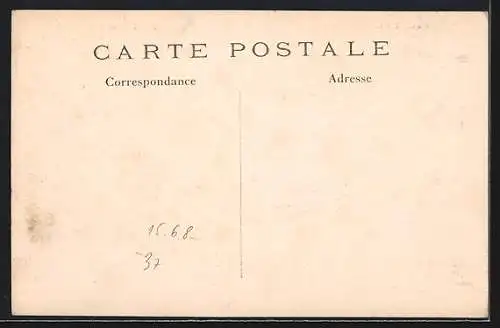 CARTE POSTALE
Correspondance Adresse
15.6.8
37